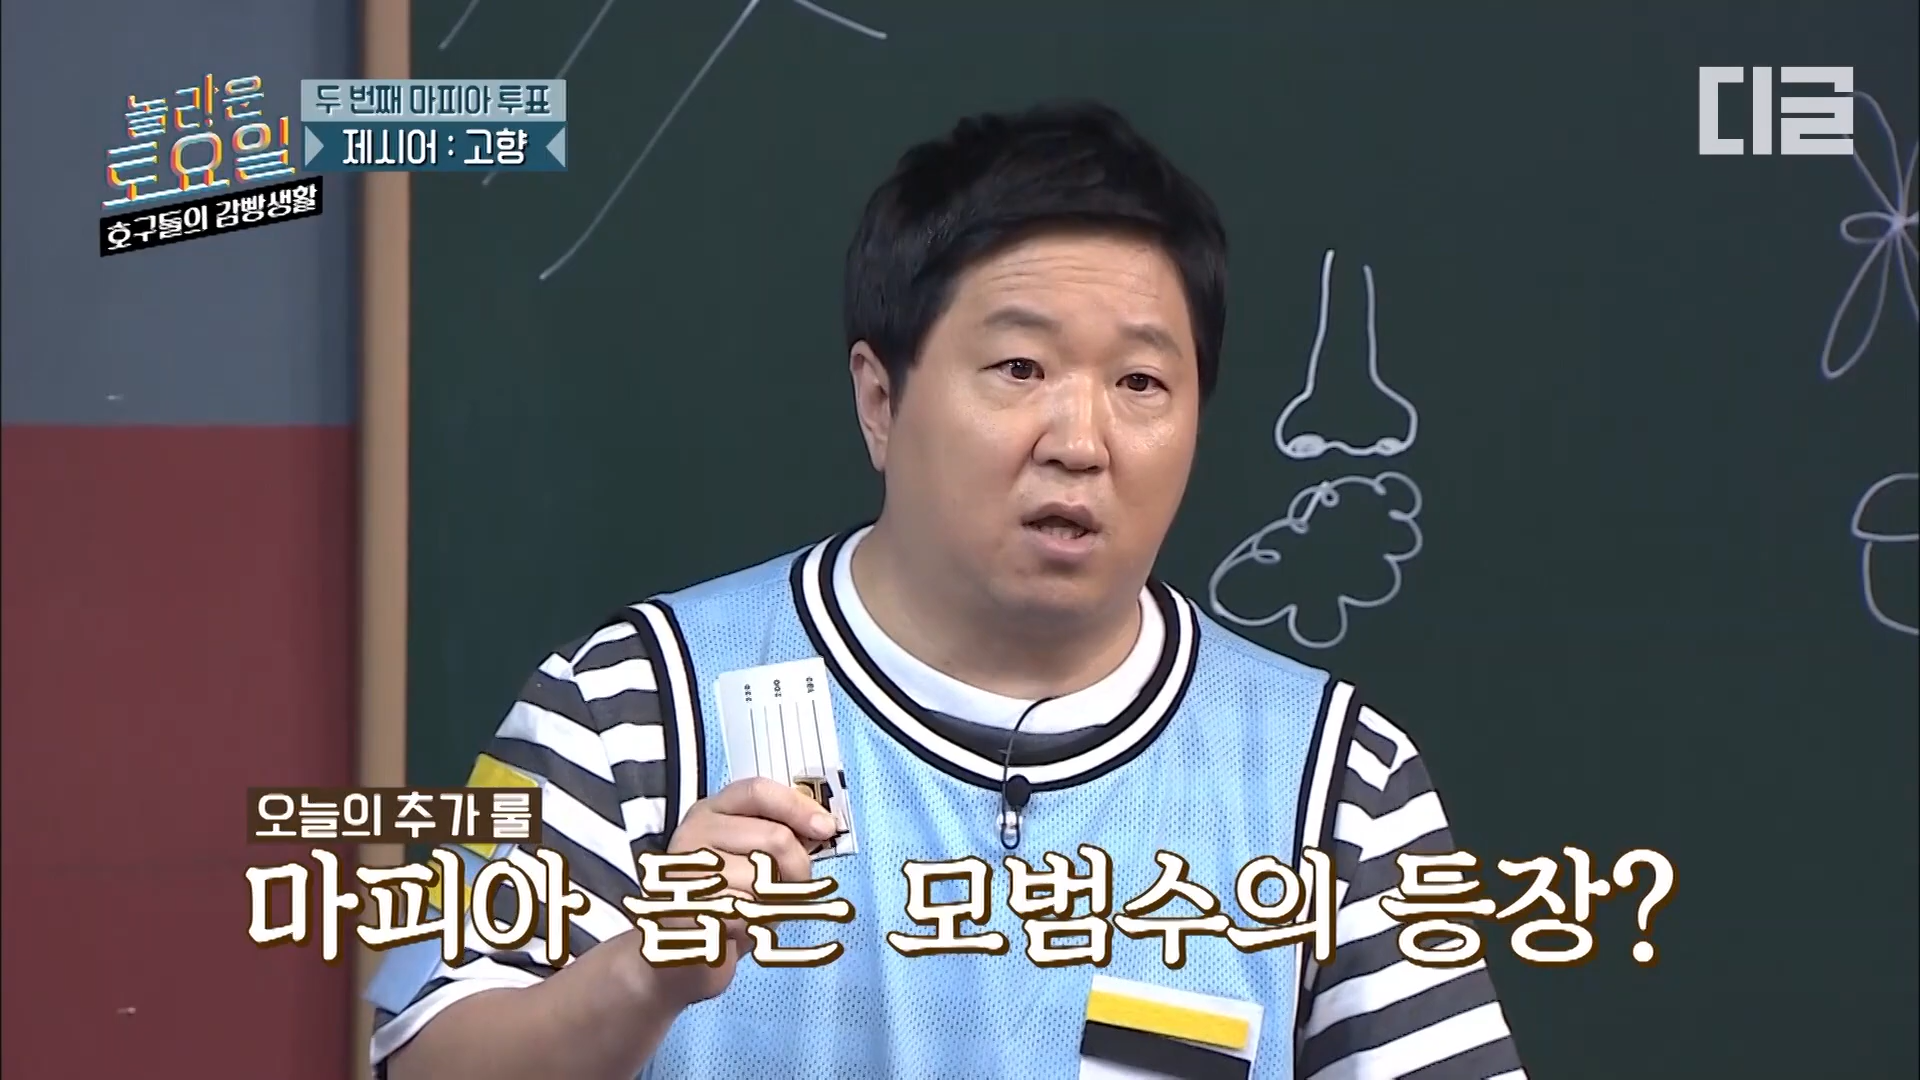 놀라운
토요일
호구들의 감빵생활
두 번째 마피아 투표
제시어 : 고향
디글
오늘의 추가 룰
마피아 돕는 모범수의 등장?